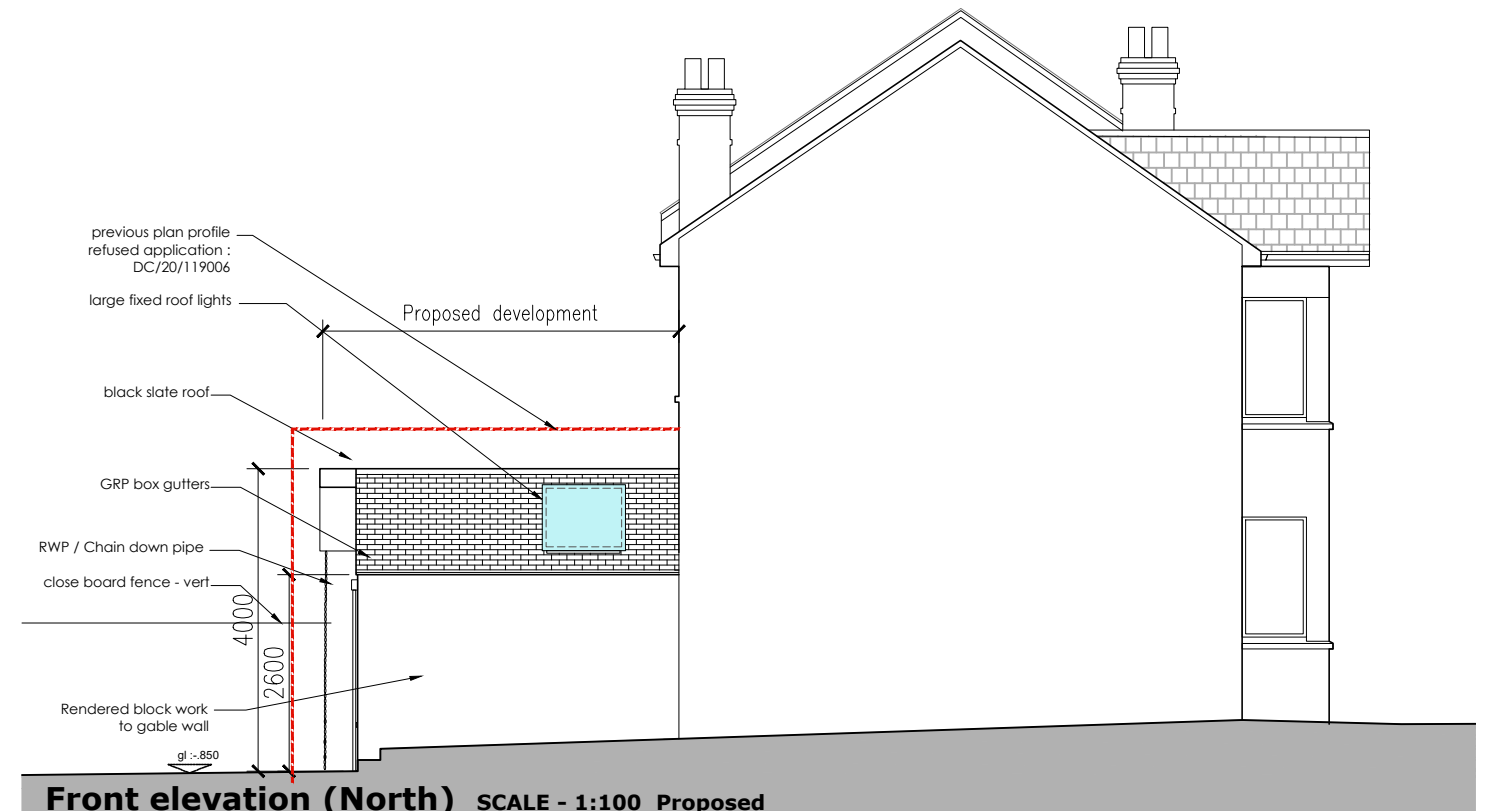 previous plan profile
refused application :
DC/20/119006
large fixed roof lights
Proposed development
black slate roof
GRP box gutters
RWP / Chain down pipe
close board fence - vert
4000
2600
Rendered block work
to gable wall
gl :-.850
Front elevation (North) SCALE - 1:100 Proposed